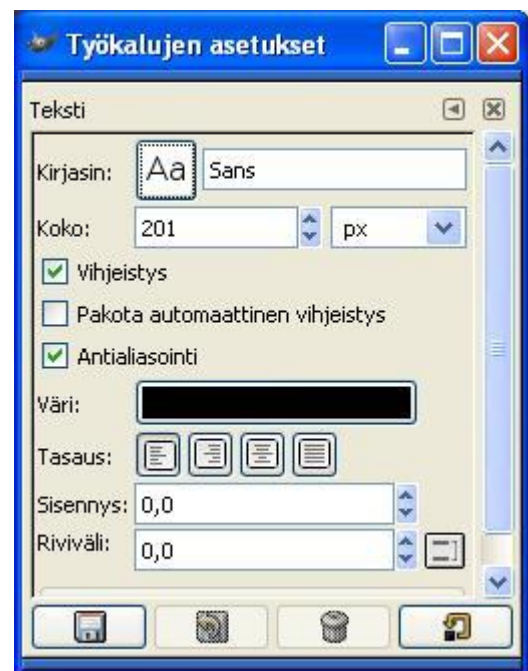 Työkalujen asetukset
Teksti
Kirjasin: Aa Sans
Koko: 201 px
Vihjeistys
Pakota automaattinen vihjeistys
Antialiasointi
Väri:
Tasaus:
Sisennys: 0,0
Riviväli: 0,0